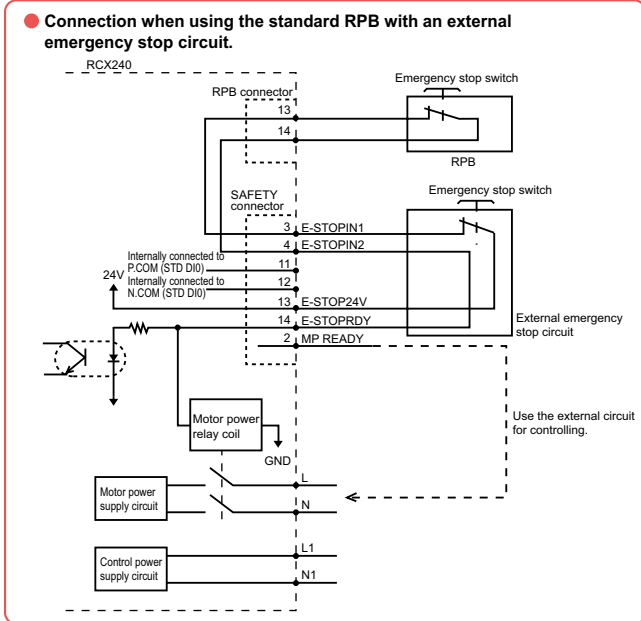 Connection when using the standard RPB with an external
emergency stop circuit.
RCX240
RPB connector
13
14
Emergency stop switch
RPB
SAFETY
connector
Emergency stop switch
3 E-STOPIN1
4 E-STOPIN2
Internally connected to
P.COM (STD DI0)
11
24V
Internally connected to
N.COM (STD DI0)
12
13 E-STOP24V
14 E-STOPRDY
2 MP READY
External emergency
stop circuit
Motor power
relay coil
GND
Use the external circuit
for controlling.
L
Motor power
supply circuit
N
L1
Control power
supply circuit
N1